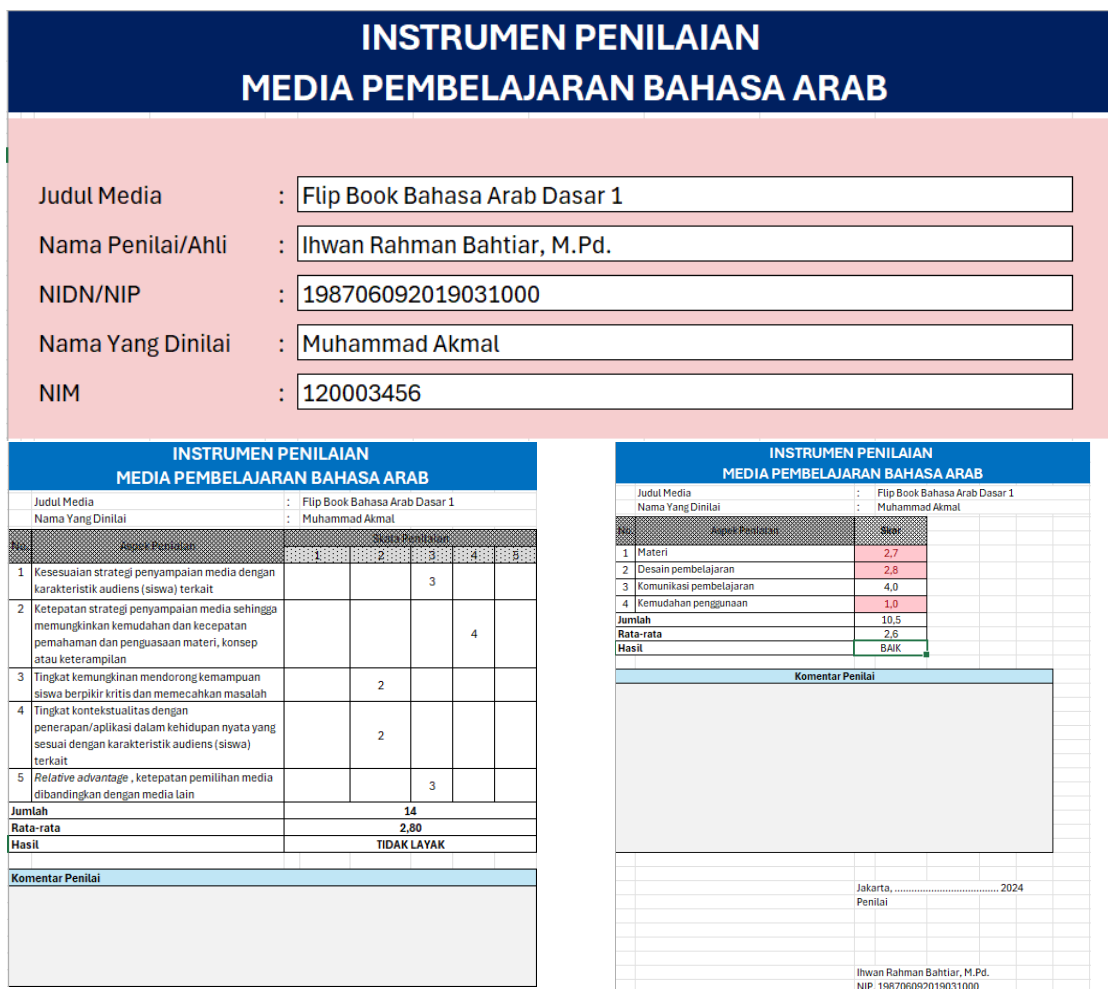 INSTRUMEN PENILAIAN
MEDIA PEMBELAJARAN BAHASA ARAB
Judul Media : Flip Book Bahasa Arab Dasar 1
Nama Penilai/Ahli : Ihwan Rahman Bahtiar, M.Pd.
NIDN/NIP : 198706092019031000
Nama Yang Dinilai : Muhammad Akmal
NIM : 120003456
INSTRUMEN PENILAIAN
MEDIA PEMBELAJARAN BAHASA ARAB
Judul Media : Flip Book Bahasa Arab Dasar 1
Nama Yang Dinilai : Muhammad Akmal
No. Aspek Penilaian Skala Penilaian
1 2 3 4 5
1 Kesesuaian strategi penyampaian media dengan
karakteristik audiens (siswa) terkait 3
2 Ketepatan strategi penyampaian media sehingga
memungkinkan kemudahan dan kecepatan
pemahaman dan penguasaan materi, konsep 4
atau keterampilan
3 Tingkat kemungkinan mendorong kemampuan
siswa berpikir kritis dan memecahkan masalah 2
4 Tingkat kontekstualitas dengan
penerapan/aplikasi dalam kehidupan nyata yang
sesuai dengan karakteristik audiens (siswa) 2
terkait
5 Relative advantage , ketepatan pemilihan media
dibandingkan dengan media lain 3
Jumlah 14
Rata-rata 2,80
Hasil TIDAK LAYAK
Komentar Penilai
INSTRUMEN PENILAIAN
MEDIA PEMBELAJARAN BAHASA ARAB
Judul Media : Flip Book Bahasa Arab Dasar 1
Nama Yang Dinilai : Muhammad Akmal
No. Aspek Penilaian Skor
1 Materi 2,7
2 Desain pembelajaran 2,8
3 Komunikasi pembelajaran 4,0
4 Kemudahan penggunaan 1,0
Jumlah 10,5
Rata-rata 2,6
Hasil BAIK
Komentar Penilai
Jakarta, ..................................... 2024
Penilai
Ihwan Rahman Bahtiar, M.Pd.
NIP. 198706092019031000